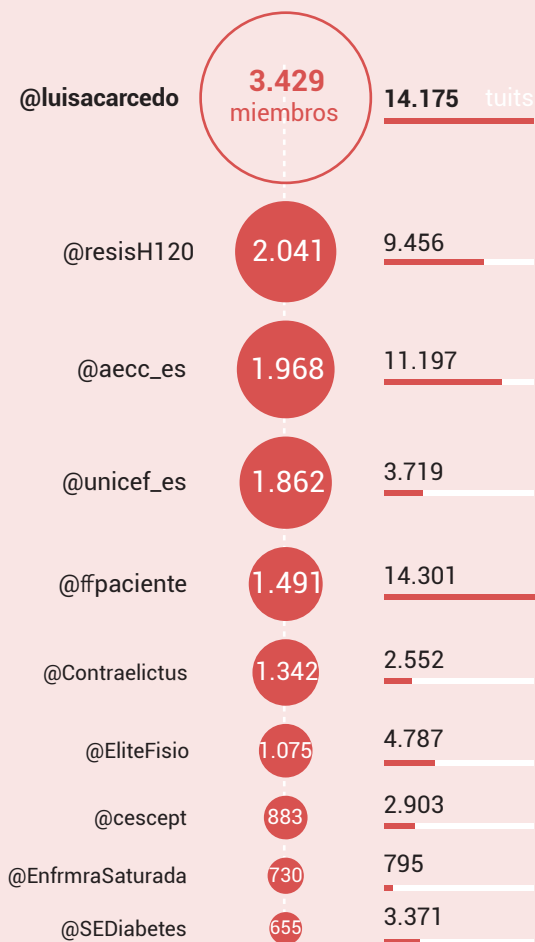 @luisacarcedo 3.429 miembros 14.175 tuits
@resisH120 2.041 9.456
@aecc_es 1.968 11.197
@unicef_es 1.862 3.719
@ffpaciente 1.491 14.301
@Contraelictus 1.342 2.552
@EliteFisio 1.075 4.787
@cescept 883 2.903
@EnfrmraSaturada 730 795
@SEDiabetes 655 3.371